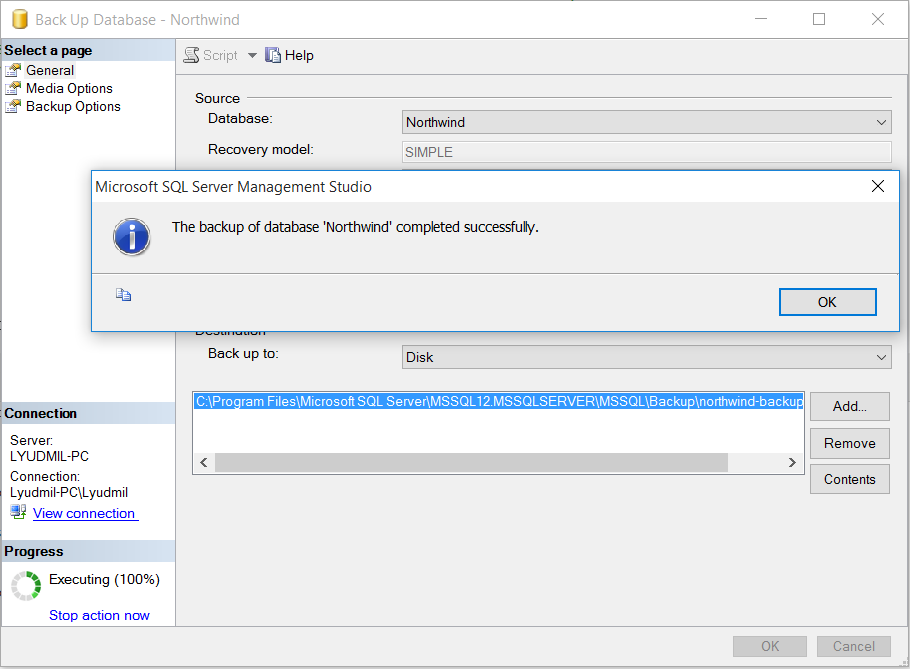 Back Up Database - Northwind
Select a page
General
Media Options
Backup Options
Script
Help
Source
Database:
Northwind
Recovery model:
SIMPLE
Microsoft SQL Server Management Studio
The backup of database 'Northwind' completed successfully.
OK
Destination
Back up to:
Disk
C:\Program Files\Microsoft SQL Server\MSSQL12.MSSQLSERVER\MSSQL\Backup\northwind-backup
Add...
Remove
Contents
Connection
Server:
LYUDMIL-PC
Connection:
Lyudmil-PC\Lyudmil
View connection
Progress
Executing (100%)
Stop action now
OK
Cancel